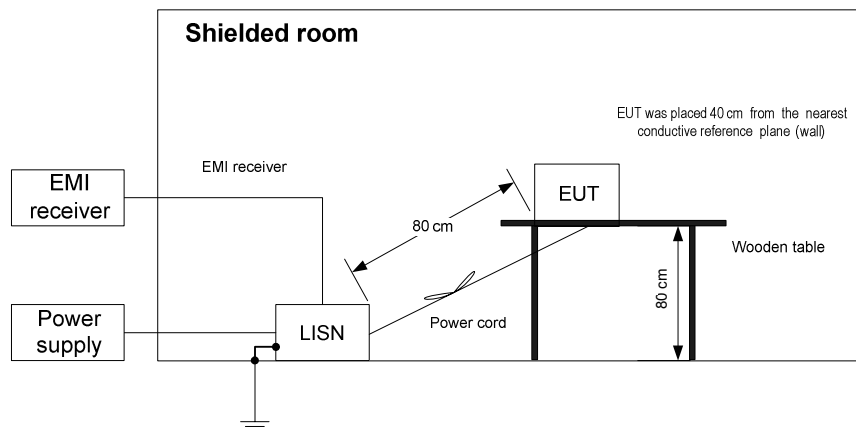 Shielded room
EUT was placed 40 cm from the nearest
conductive reference plane (wall)
EMI receiver
EMI
receiver
EUT
80 cm
Wooden table
80 cm
Power
supply
LISN
Power cord